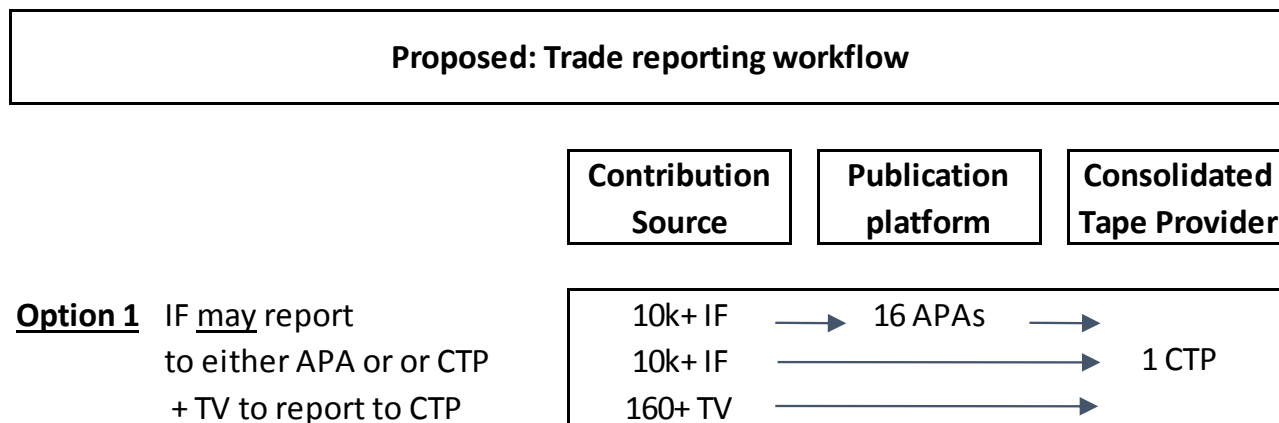 Proposed: Trade reporting workflow
Contribution Source
Publication platform
Consolidated Tape Provider
Option 1 IF may report
to either APA or or CTP
+ TV to report to CTP
10k+ IF 16 APAs
10k+ IF 1 CTP
160+ TV